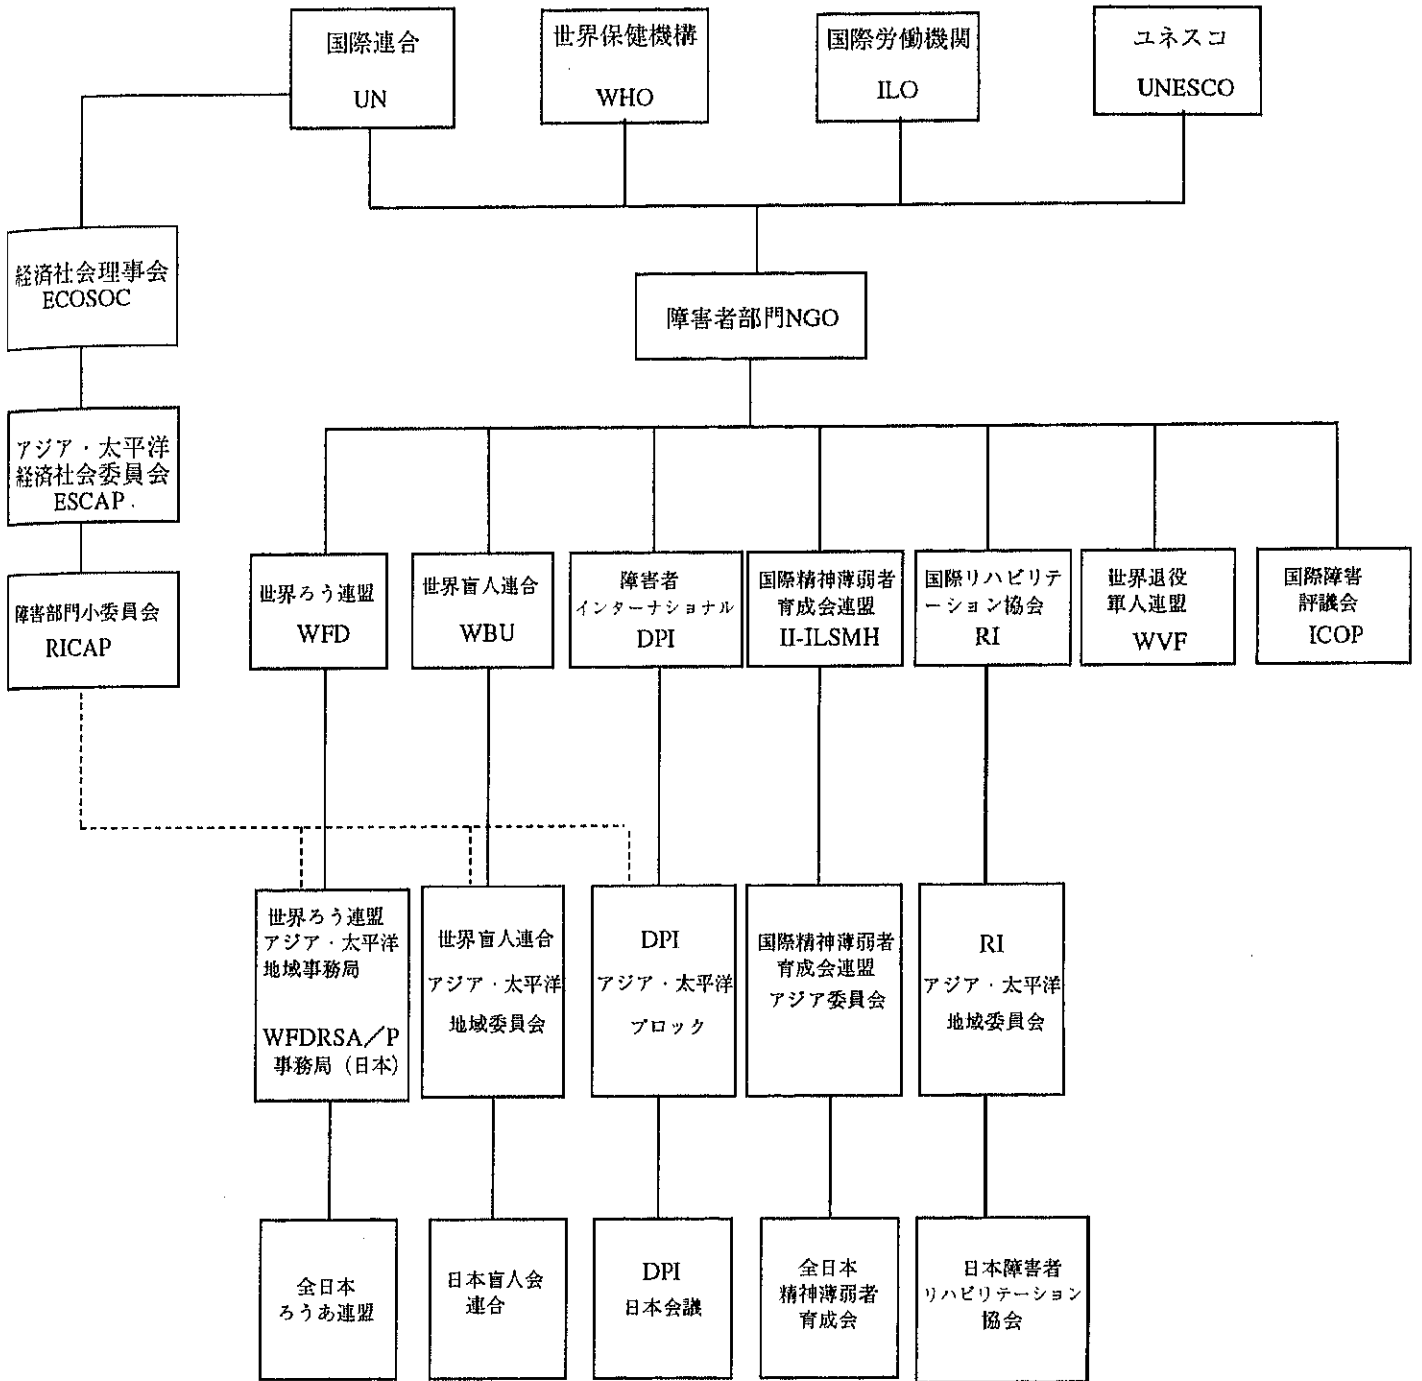 国際連合
UN
世界保健機構
WHO
国際労働機関
ILO
ユネスコ
UNESCO
経済社会理事会
ECOSOC
障害者部門NGO
アジア・太平洋
経済社会委員会
ESCAP
障害部門小委員会
RICAP
世界ろう連盟
WFD
世界盲人連合
WBU
障害者
インターナショナル
DPI
国際精神薄弱者
育成会連盟
II-ILSMH
国際リハビリテ
ーション協会
RI
世界退役
軍人連盟
WVF
国際障害
評議会
ICOP
世界ろう連盟
アジア・太平洋
地域事務局
WFDRSA/P
事務局（日本）
世界盲人連合
アジア・太平洋
地域委員会
DPI
アジア・太平洋
ブロック
国際精神薄弱者
育成会連盟
アジア委員会
RI
アジア・太平洋
地域委員会
全日本
ろうあ連盟
日本盲人会
連合
DPI
日本会議
全日本
精神薄弱者
育成会
日本障害者
リハビリテーション
協会